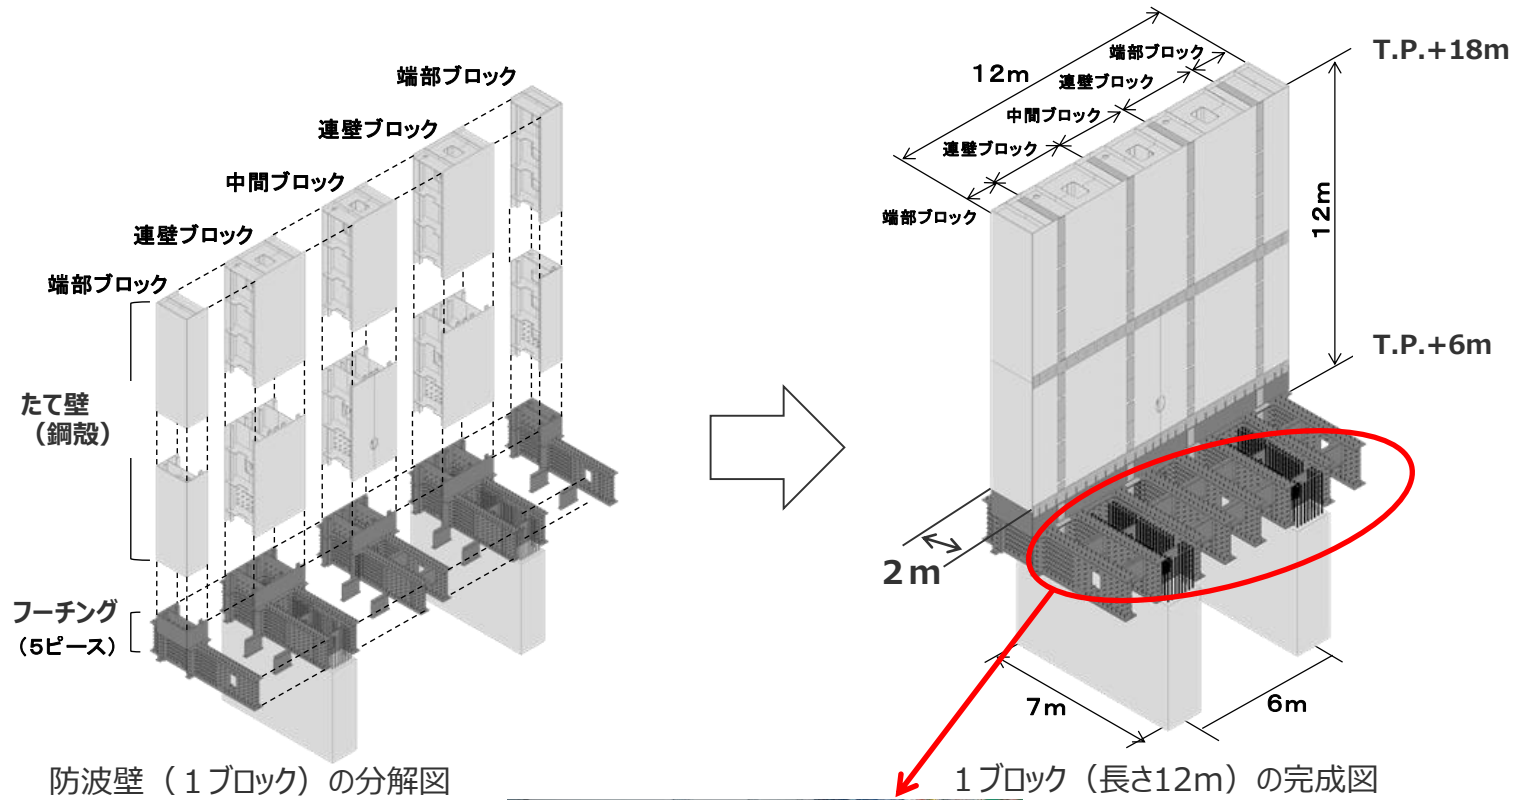 端部ブロック
連壁ブロック
中間ブロック
連壁ブロック
端部ブロック
たて壁
（鋼殻）
フーチング
（5ピース）
防波壁（１ブロック）の分解図
12m
端部ブロック
連壁ブロック
中間ブロック
連壁ブロック
端部ブロック
T.P.+18m
12m
T.P.+6m
2m
7m
6m
１ブロック（長さ12m）の完成図